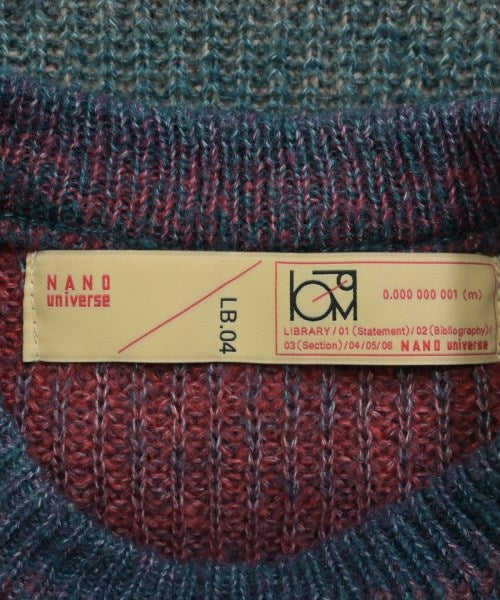 NANO
universe
LB.04
0.000 000 001 (m)
LIBRARY / 01 (Statement) / 02 (Bibliography) /
03 (Section) / 04 / 05 / 06 NANO universe